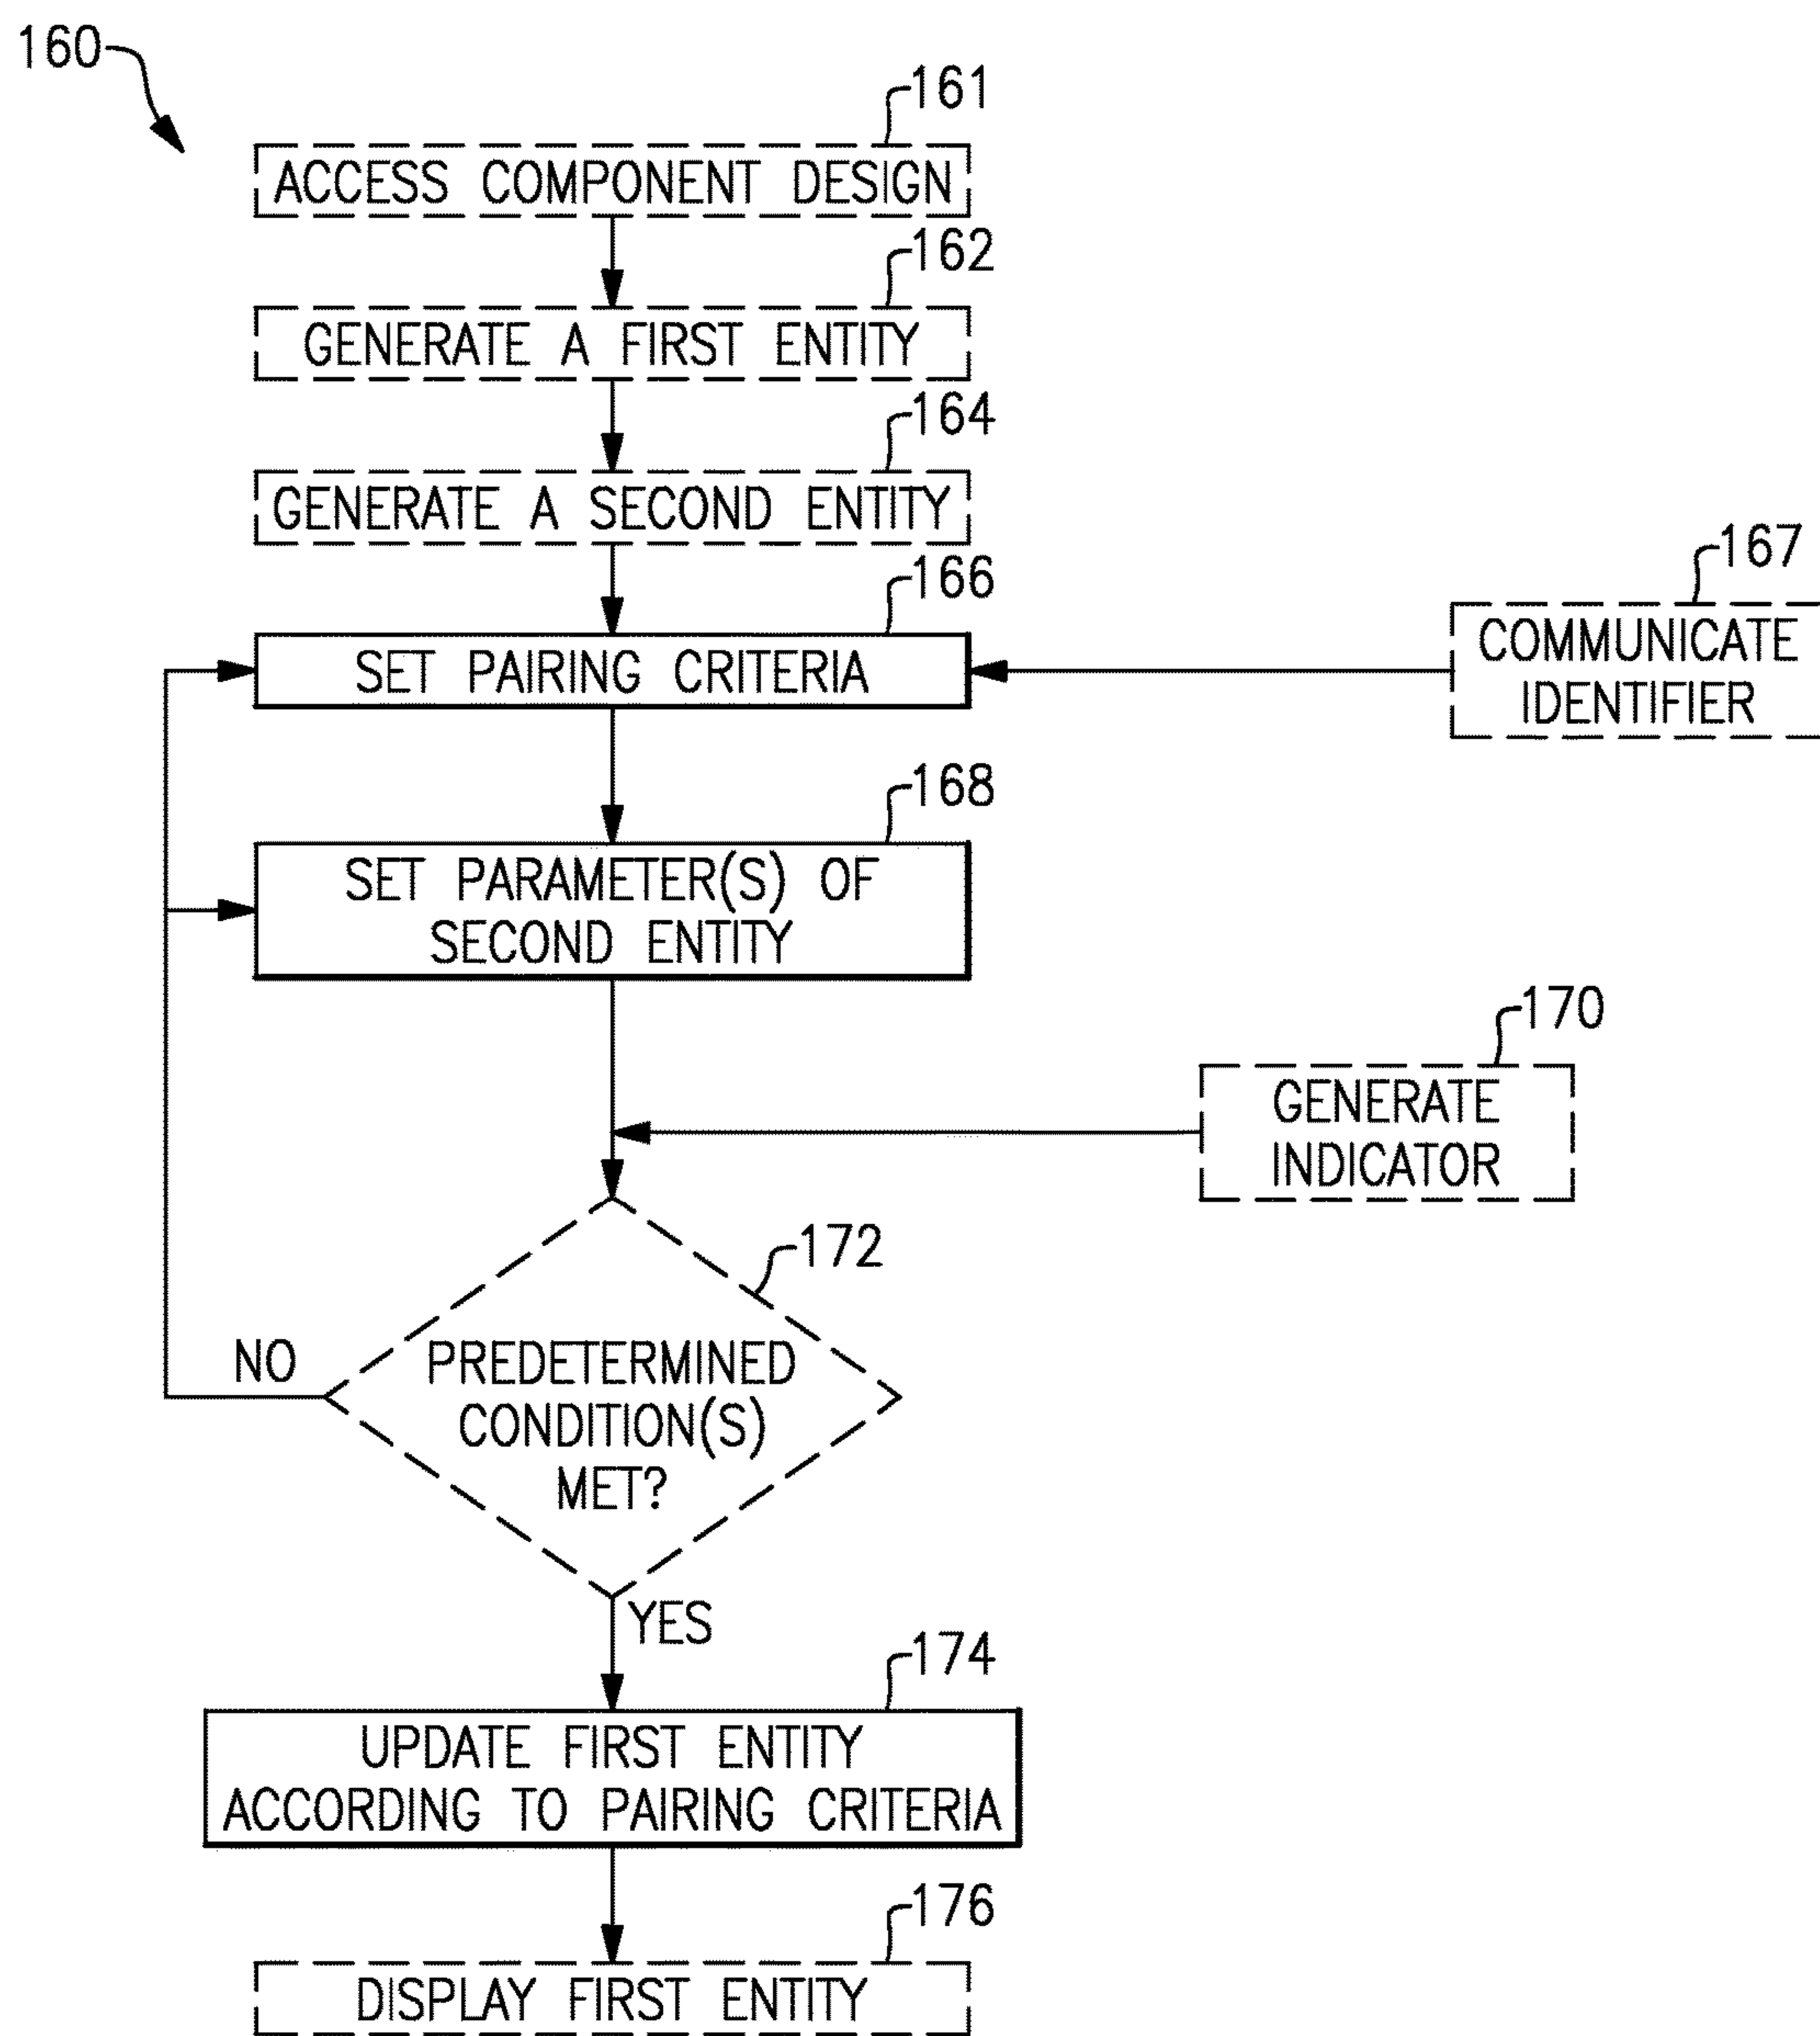 160
161
ACCESS COMPONENT DESIGN
162
GENERATE A FIRST ENTITY
164
GENERATE A SECOND ENTITY
166
SET PAIRING CRITERIA
167
COMMUNICATE
IDENTIFIER
168
SET PARAMETER(S) OF
SECOND ENTITY
170
GENERATE
INDICATOR
172
PREDETERMINED
CONDITION(S)
MET?
NO
YES
174
UPDATE FIRST ENTITY
ACCORDING TO PAIRING CRITERIA
176
DISPLAY FIRST ENTITY